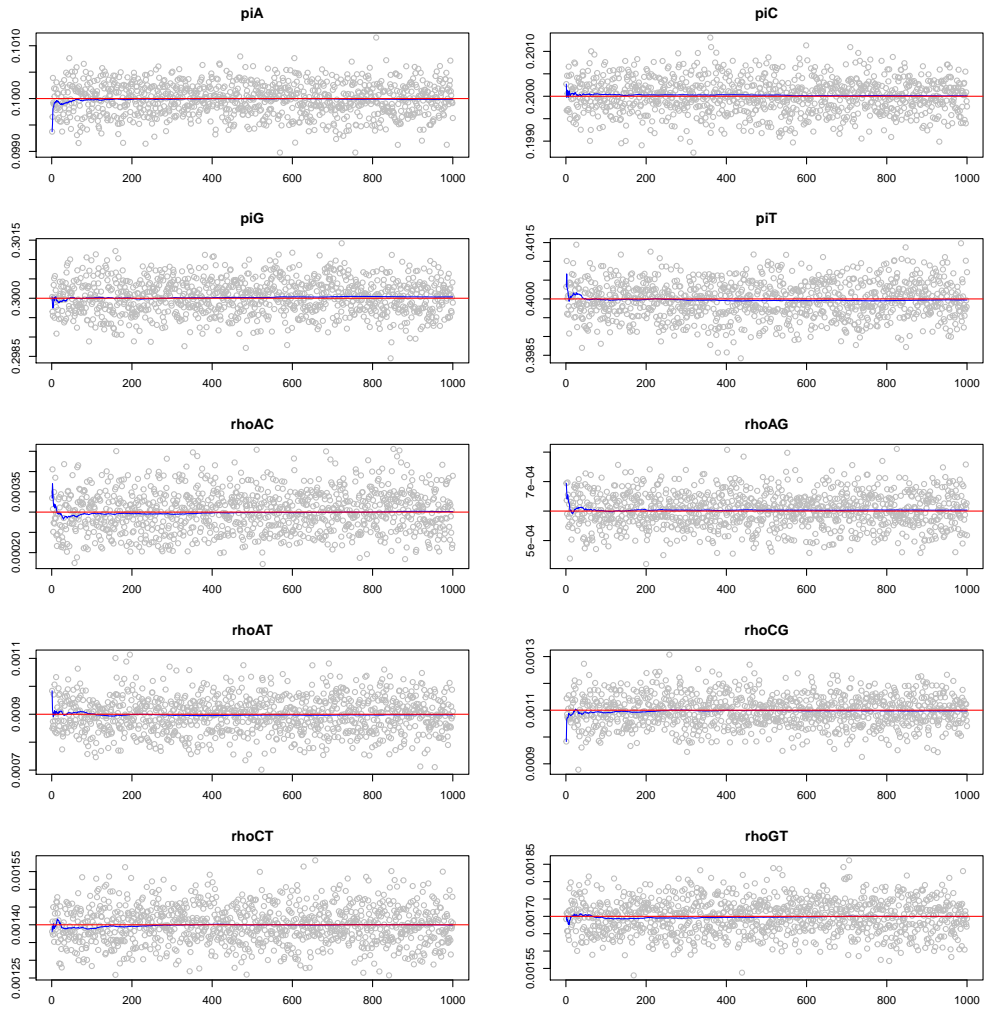 piA
piC
0.0990 0.1000 0.1010
0.1990 0.2000 0.2010
0 200 400 600 800 1000
0 200 400 600 800 1000
piG
piT
0.2985 0.3000 0.3015
0.3985 0.4000 0.4015
0 200 400 600 800 1000
0 200 400 600 800 1000
rhoAC
rhoAG
0.00020 0.00035
5e−04 7e−04
0 200 400 600 800 1000
0 200 400 600 800 1000
rhoAT
rhoCG
0.0007 0.0009 0.0011
0.0009 0.0011 0.0013
0 200 400 600 800 1000
0 200 400 600 800 1000
rhoCT
rhoGT
0.00125 0.00140 0.00155
0.00155 0.00170 0.00185
0 200 400 600 800 1000
0 200 400 600 800 1000